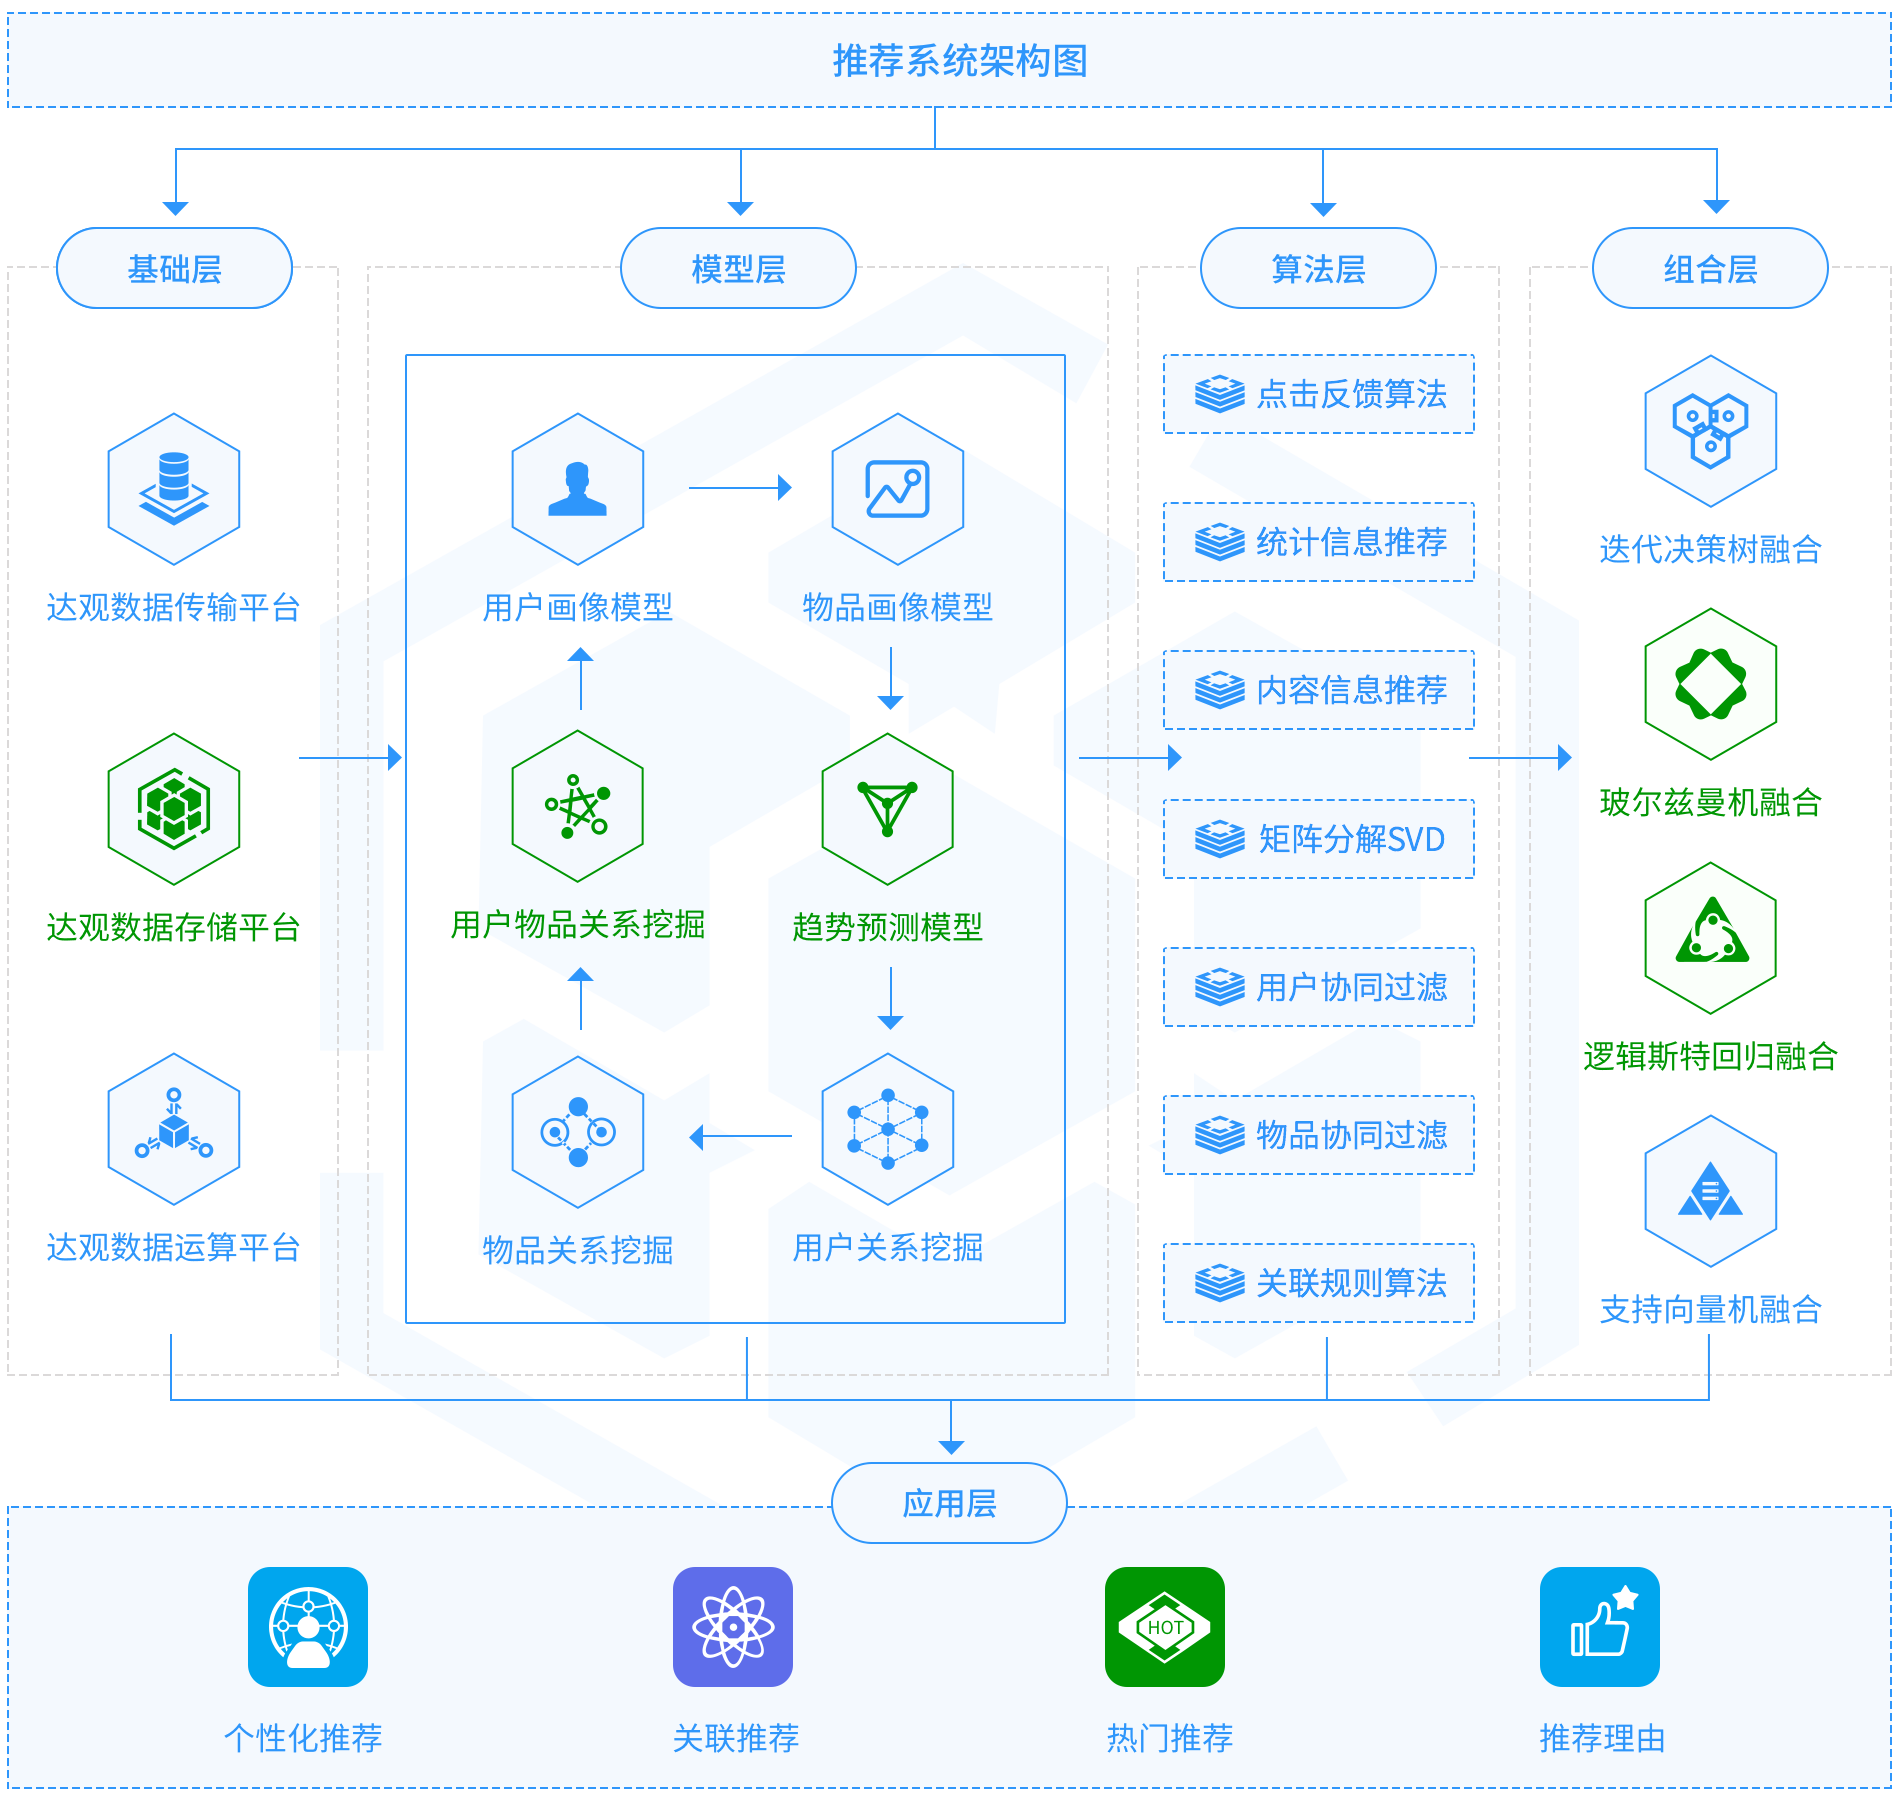 推荐系统架构图
基础层
模型层
算法层
组合层
达观数据传输平台
达观数据存储平台
达观数据运算平台
用户画像模型
物品画像模型
用户物品关系挖掘
趋势预测模型
物品关系挖掘
用户关系挖掘
点击反馈算法
统计信息推荐
内容信息推荐
矩阵分解SVD
用户协同过滤
物品协同过滤
关联规则算法
迭代决策树融合
玻尔兹曼机融合
逻辑斯特回归融合
支持向量机融合
应用层
HOT
个性化推荐
关联推荐
热门推荐
推荐理由